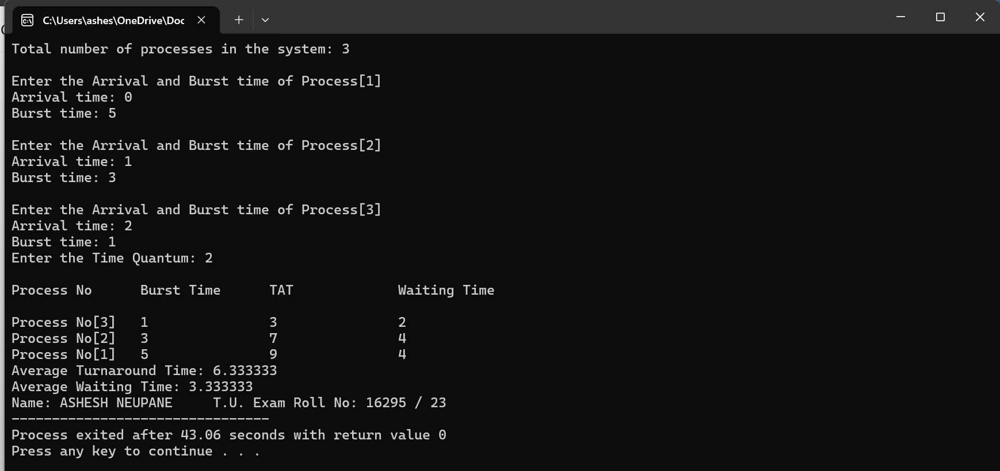 C:\Users\ashes\OneDrive\Doc
Total number of processes in the system: 3
Enter the Arrival and Burst time of Process[1]
Arrival time: 0
Burst time: 5
Enter the Arrival and Burst time of Process[2]
Arrival time: 1
Burst time: 3
Enter the Arrival and Burst time of Process[3]
Arrival time: 2
Burst time: 1
Enter the Time Quantum: 2
Process No Burst Time TAT Waiting Time
Process No[3] 1 3 2
Process No[2] 3 7 4
Process No[1] 5 9 4
Average Turnaround Time: 6.333333
Average Waiting Time: 3.333333
Name: ASHESH NEUPANE T.U. Exam Roll No: 16295 / 23
--------------------------------
Process exited after 43.06 seconds with return value 0
Press any key to continue . . .